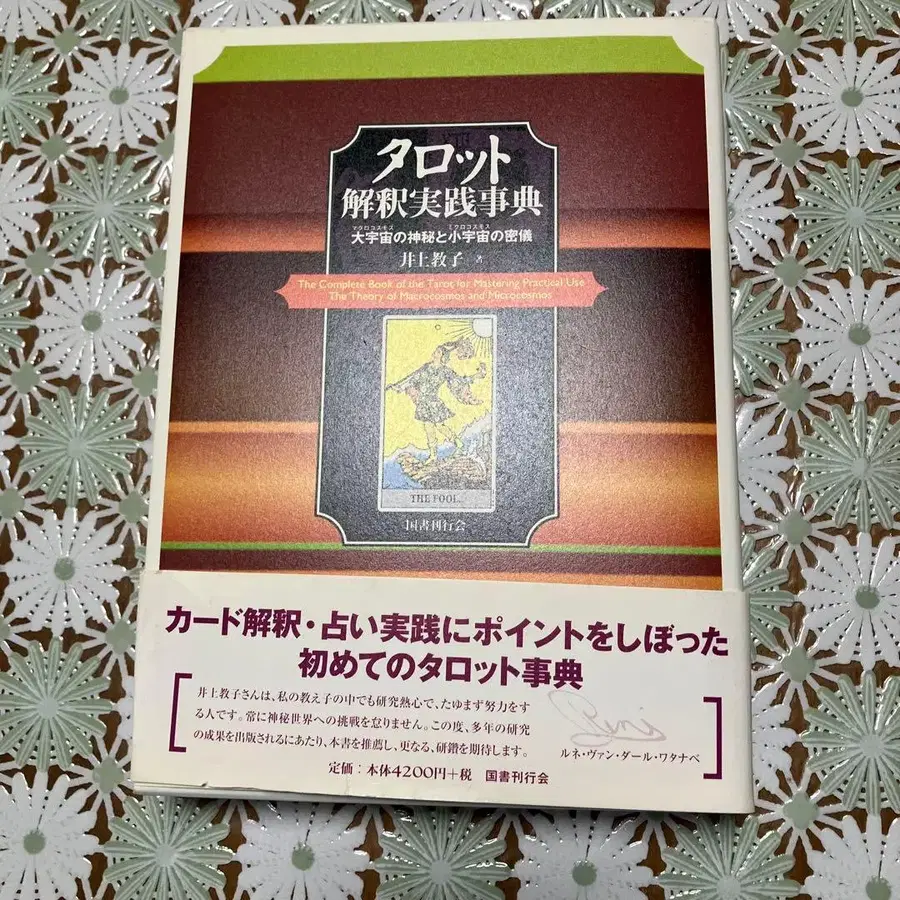 タロット
解釈実践事典
マクロコスモス ミクロコスモス
大宇宙の神秘と小宇宙の密儀
井上教子 著
The Complete Book of the Tarot for Mastering Practical Use
The Theory of Macrocosmos and Microcosmos
THE FOOL.
国書刊行会
カード解釈・占い実践にポイントをしぼった
初めてのタロット事典
井上教子さんは、私の教え子の中でも研究熱心で、たゆまず努力をす
る人です。常に神秘世界への挑戦を怠りません。この度、多年の研究
の成果を出版されるにあたり、本書を推薦し、更なる、研鑽を期待します。
ルネ・ヴァン・ダール・ワタナベ
定価：本体4200円+税 国書刊行会